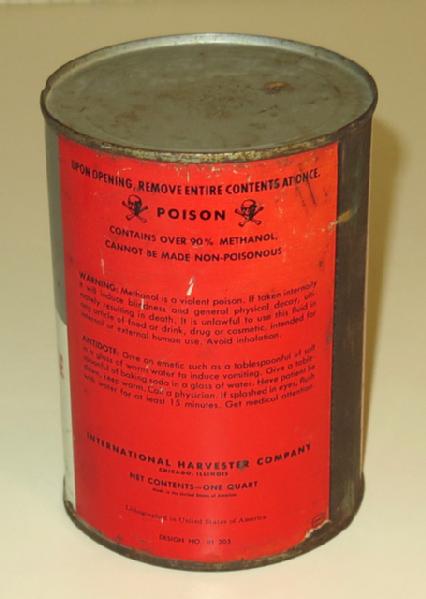 UPON OPENING, REMOVE ENTIRE CONTENTS AT ONCE.
POISON
CONTAINS OVER 90% METHANOL.
CANNOT BE MADE NON-POISONOUS
WARNING: Methanol is a violent poison. If taken internally
it will induce blindness and general physical decay, ulti-
mately resulting in death. It is unlawful to use this fluid in
any article of food or drink, drug or cosmetic, intended for
internal or external human use. Avoid inhalation.
ANTIDOTE: Give an emetic such as a tablespoonful of salt
in a glass of warm water to induce vomiting. Give a table-
spoonful of baking soda in a glass of water. Have patient lie
down, keep warm. Call a physician. If splashed in eyes, flush
with water for at least 15 minutes. Get medical attention.
INTERNATIONAL HARVESTER COMPANY
CHICAGO, ILLINOIS
NET CONTENTS—ONE QUART
Made in the United States of America
Lithographed in United States of America
DESIGN NO. IH 203